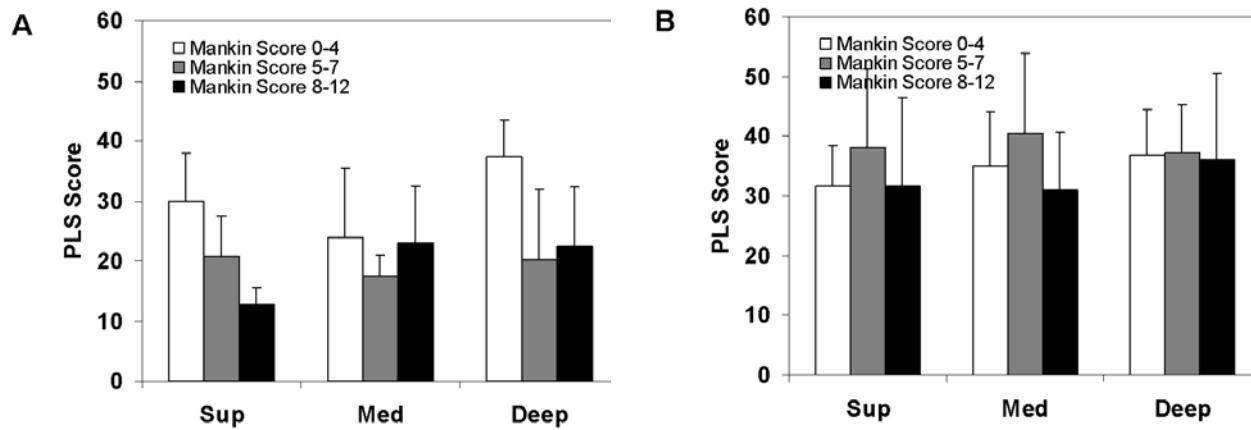 A
PLS Score
60
50
40
30
20
10
0
Mankin Score 0-4
Mankin Score 5-7
Mankin Score 8-12
Sup Med Deep
B
PLS Score
60
50
40
30
20
10
0
Mankin Score 0-4
Mankin Score 5-7
Mankin Score 8-12
Sup Med Deep